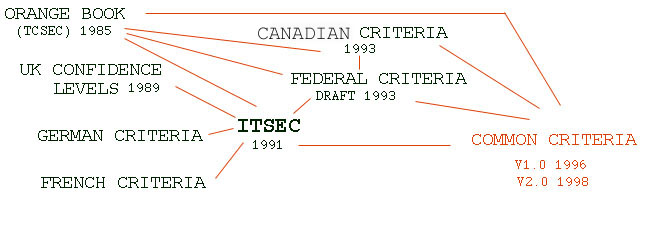 ORANGE BOOK
(TCSEC) 1985
CANADIAN CRITERIA
1993
UK CONFIDENCE
LEVELS 1989
FEDERAL CRITERIA
DRAFT 1993
ITSEC
1991
GERMAN CRITERIA
COMMON CRITERIA
V1.0 1996
V2.0 1998
FRENCH CRITERIA